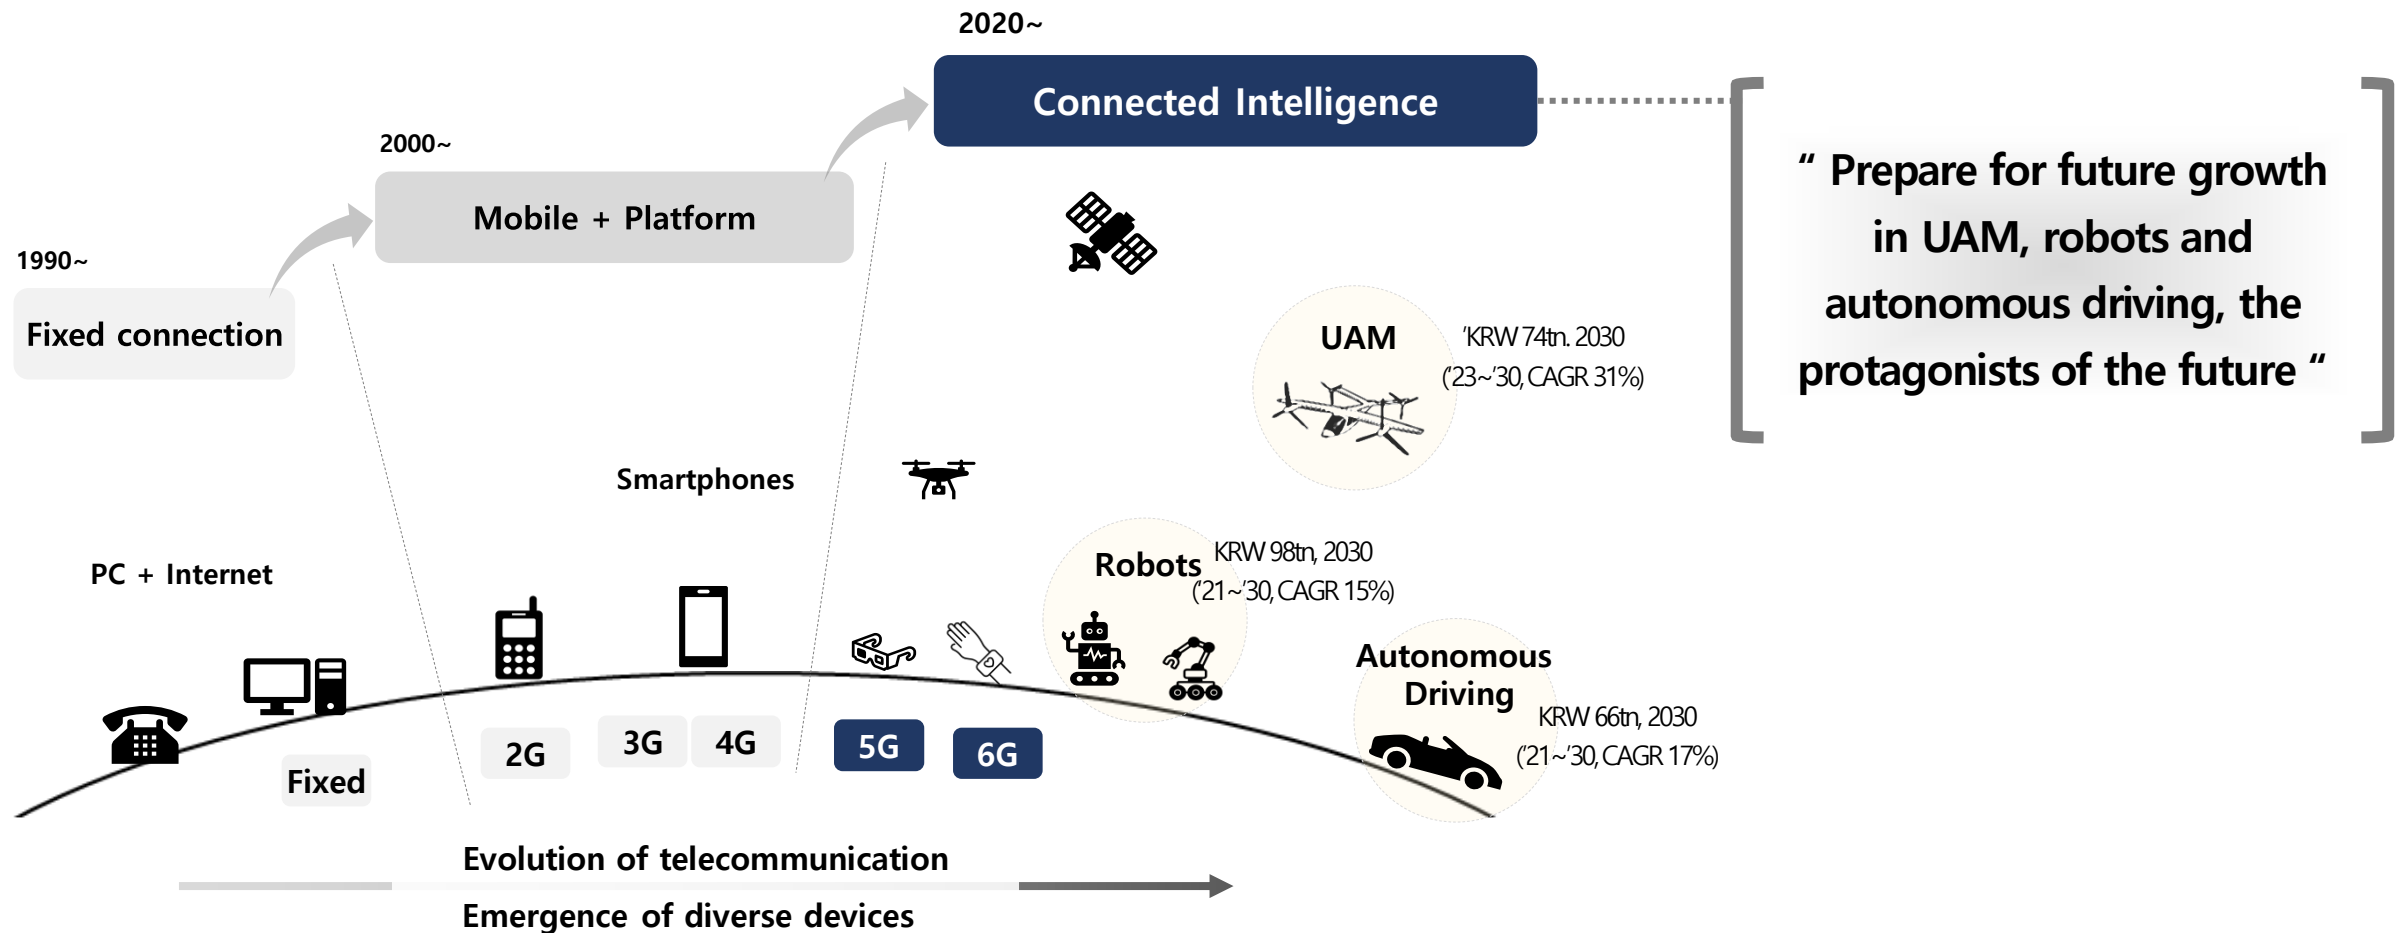 2020~
Connected Intelligence
2000~
Mobile + Platform
1990~
Fixed connection
“ Prepare for future growth
in UAM, robots and
autonomous driving, the
protagonists of the future “
UAM
‘KRW 74tn. 2030
(’23~’30, CAGR 31%)
Smartphones
PC + Internet
Robots
KRW 98tn, 2030
(’21~’30, CAGR 15%)
Autonomous
Driving
KRW 66tn, 2030
(’21~’30, CAGR 17%)
Fixed
2G
3G
4G
5G
6G
Evolution of telecommunication
Emergence of diverse devices